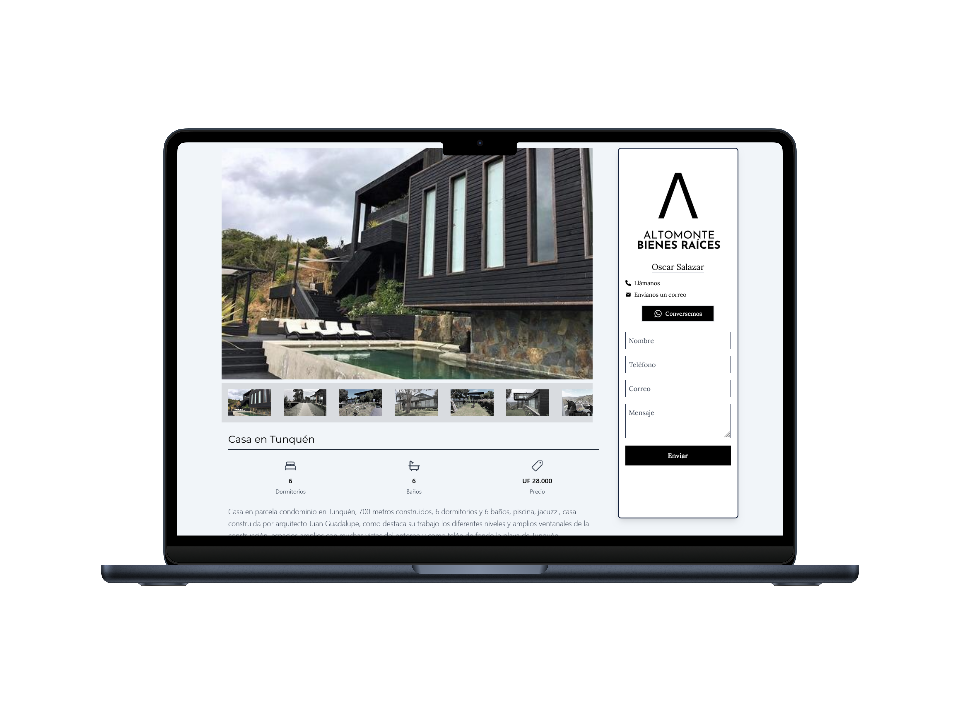 Casa en Tunquén
6
Dormitorios
6
Baños
UF 28.000
Precio
Casa en parcela condominio en Tunquén, 700 metros construidos, 6 dormitorios y 6 baños, piscina, jacuzzi, casa
construida por arquitecto Juan Guadalupe, como destaca su trabajo los diferentes niveles y amplios ventanales de la
ALTOMONTE
BIENES RAÍCES
Oscar Salazar
Llámanos
Envíanos un correo
Conversemos
Nombre
Teléfono
Correo
Mensaje
Enviar